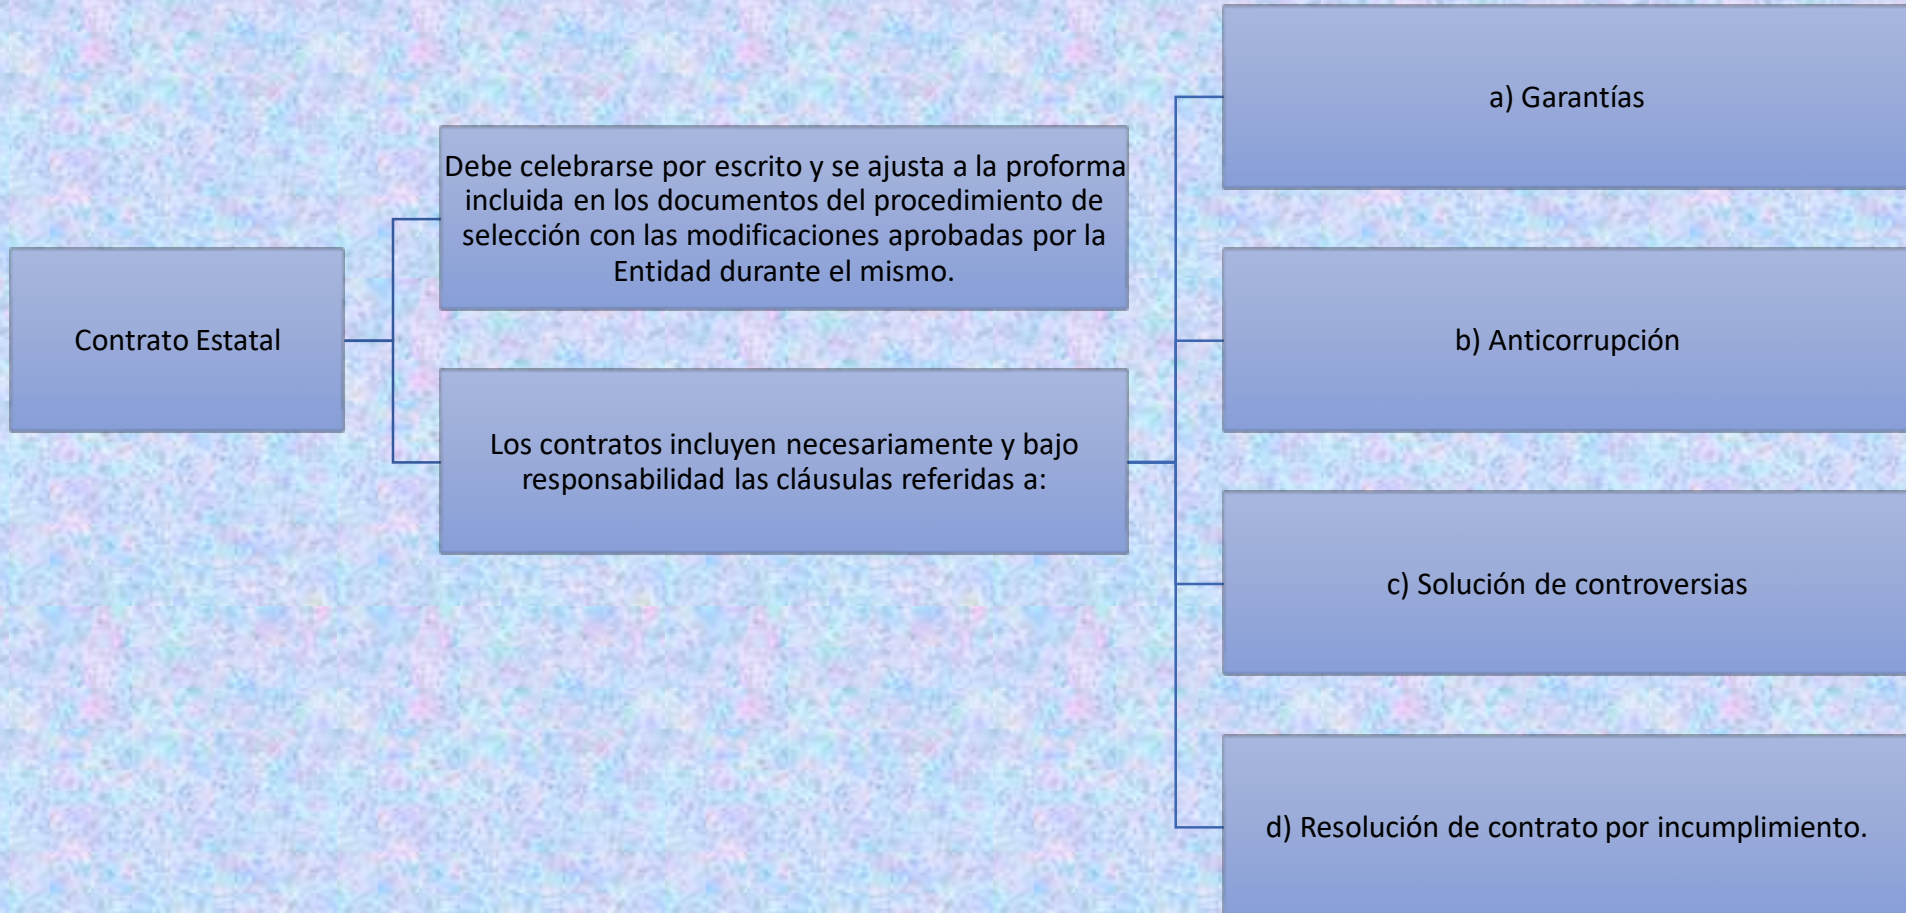 Contrato Estatal
Debe celebrarse por escrito y se ajusta a la proforma
incluida en los documentos del procedimiento de
selección con las modificaciones aprobadas por la
Entidad durante el mismo.
Los contratos incluyen necesariamente y bajo
responsabilidad las cláusulas referidas a:
a) Garantías
b) Anticorrupción
c) Solución de controversias
d) Resolución de contrato por incumplimiento.